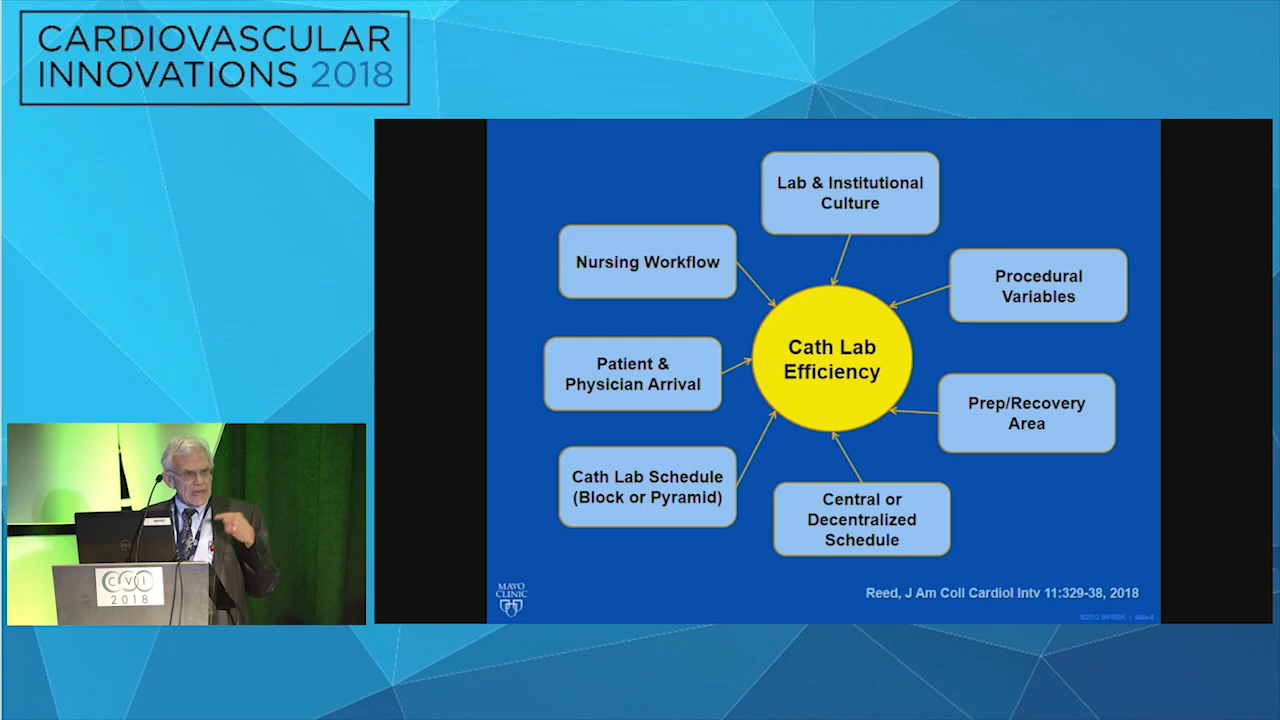 CARDIOVASCULAR
INNOVATIONS 2018
Lab & Institutional
Culture
Nursing Workflow
Procedural
Variables
Cath Lab
Efficiency
Patient &
Physician Arrival
Prep/Recovery
Area
Cath Lab Schedule
(Block or Pyramid)
Central or
Decentralized
Schedule
MAYO
CLINIC
Reed, J Am Coll Cardiol Intv 11:329-38, 2018
CVI
2018